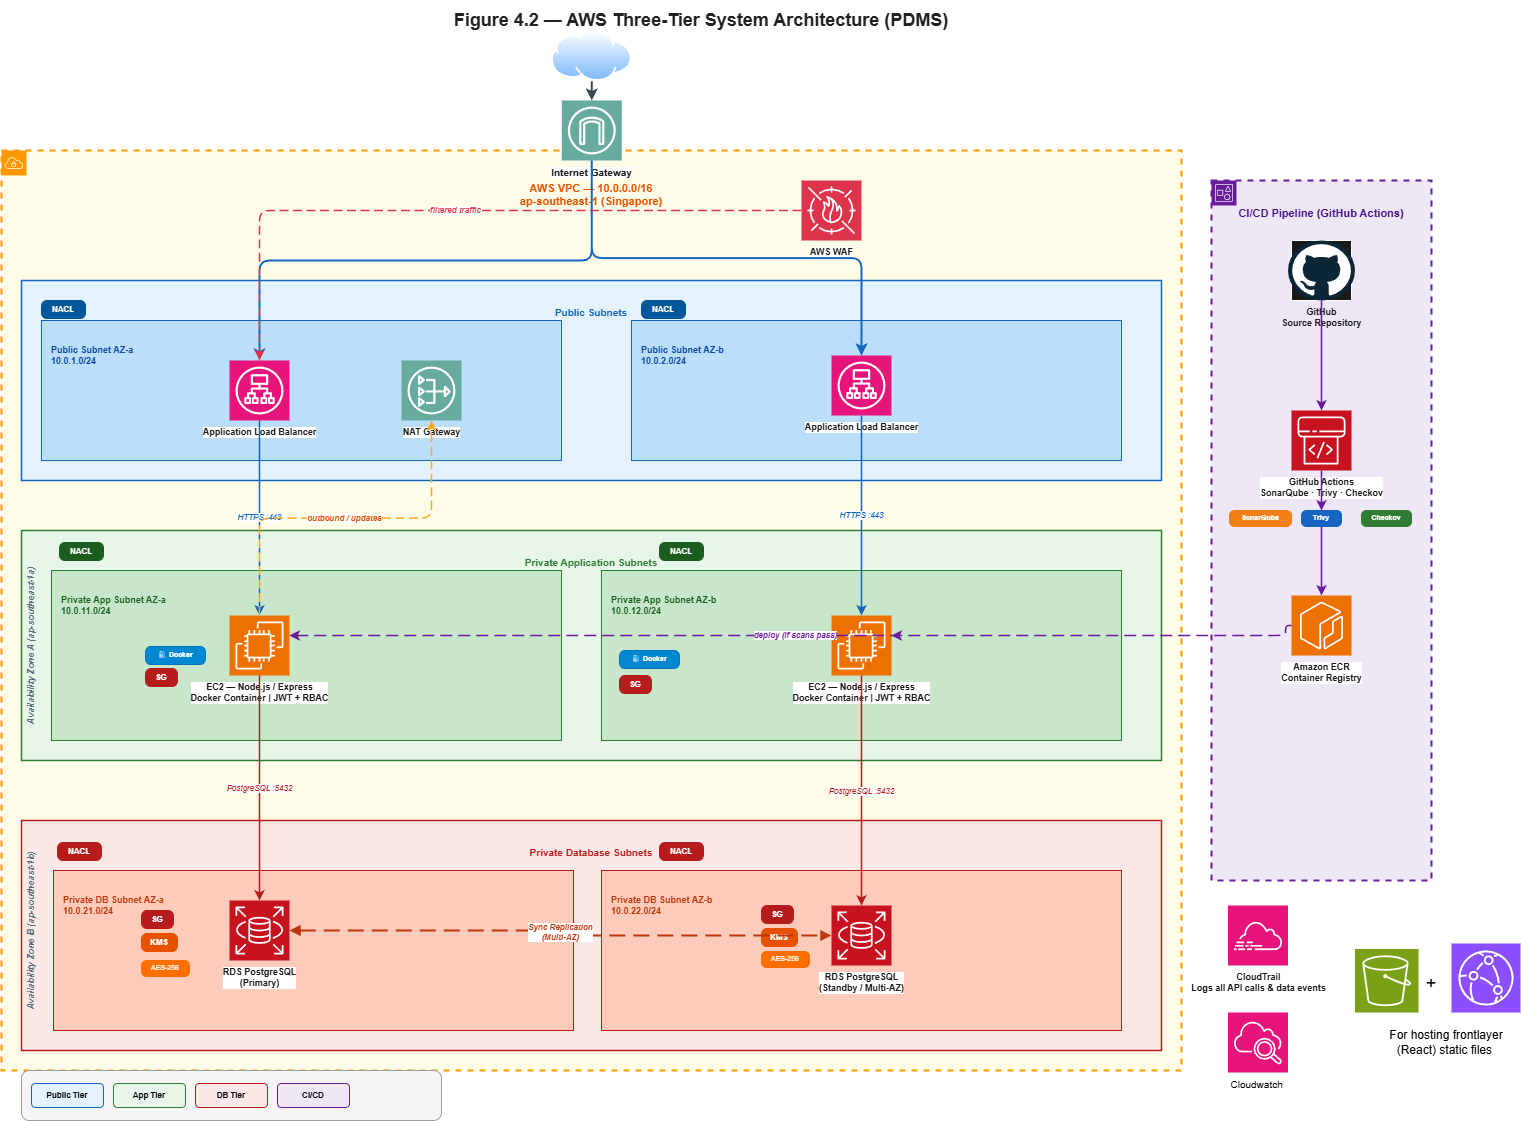 Figure 4.2 — AWS Three-Tier System Architecture (PDMS)
Internet Gateway
AWS VPC — 10.0.0.0/16
ap-southeast-1 (Singapore)
filtered traffic
AWS WAF
NACL
Public Subnets
NACL
Public Subnet AZ-a
10.0.1.0/24
Public Subnet AZ-b
10.0.2.0/24
Application Load Balancer
NAT Gateway
Application Load Balancer
HTTPS :443
outbound / updates
HTTPS :443
Availability Zone A (ap-southeast-1a)
NACL
Private Application Subnets
NACL
Private App Subnet AZ-a
10.0.11.0/24
Private App Subnet AZ-b
10.0.12.0/24
deploy (if scans pass)
Docker
SG
Docker
SG
EC2 — Node.js / Express
Docker Container | JWT + RBAC
EC2 — Node.js / Express
Docker Container | JWT + RBAC
PostgreSQL :5432
PostgreSQL :5432
Availability Zone B (ap-southeast-1b)
NACL
Private Database Subnets
NACL
Private DB Subnet AZ-a
10.0.21.0/24
SG
KMS
AES-256
Private DB Subnet AZ-b
10.0.22.0/24
SG
KMS
AES-256
Sync Replication
(Multi-AZ)
RDS PostgreSQL
(Primary)
RDS PostgreSQL
(Standby / Multi-AZ)
Public Tier
App Tier
DB Tier
CI/CD
CI/CD Pipeline (GitHub Actions)
GitHub
Source Repository
GitHub Actions
SonarQube · Trivy · Checkov
SonarQube
Trivy
Checkov
Amazon ECR
Container Registry
CloudTrail
Logs all API calls & data events
Cloudwatch
+
For hosting frontlayer
(React) static files